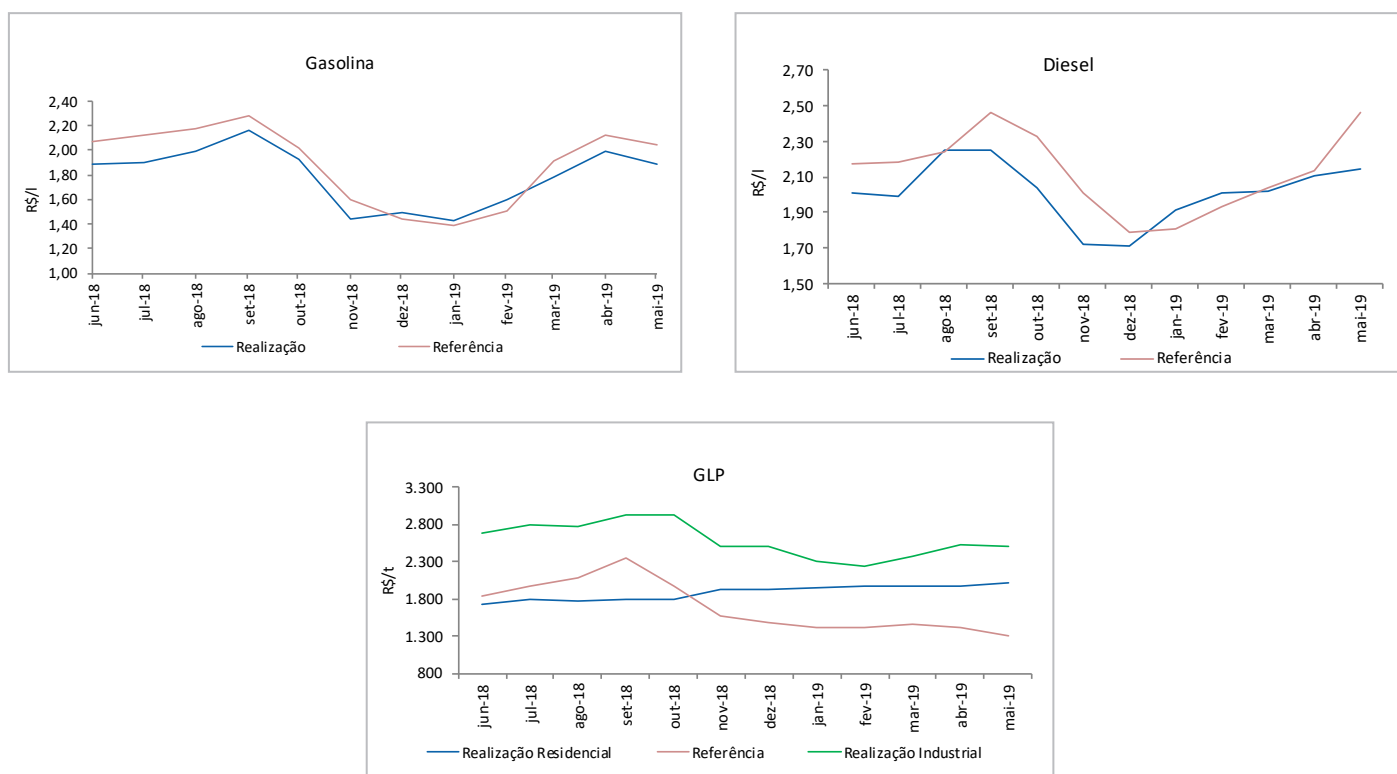 Gasolina
R$/l
2,40
2,20
2,00
1,80
1,60
1,40
1,20
1,00
jun-18 jul-18 ago-18 set-18 out-18 nov-18 dez-18 jan-19 fev-19 mar-19 abr-19 mai-19
Realização Referência
Diesel
R$/l
2,70
2,50
2,30
2,10
1,90
1,70
1,50
jun-18 jul-18 ago-18 set-18 out-18 nov-18 dez-18 jan-19 fev-19 mar-19 abr-19 mai-19
Realização Referência
GLP
R$/t
3.300
2.800
2.300
1.800
1.300
800
jun-18 jul-18 ago-18 set-18 out-18 nov-18 dez-18 jan-19 fev-19 mar-19 abr-19 mai-19
Realização Residencial Referência Realização Industrial